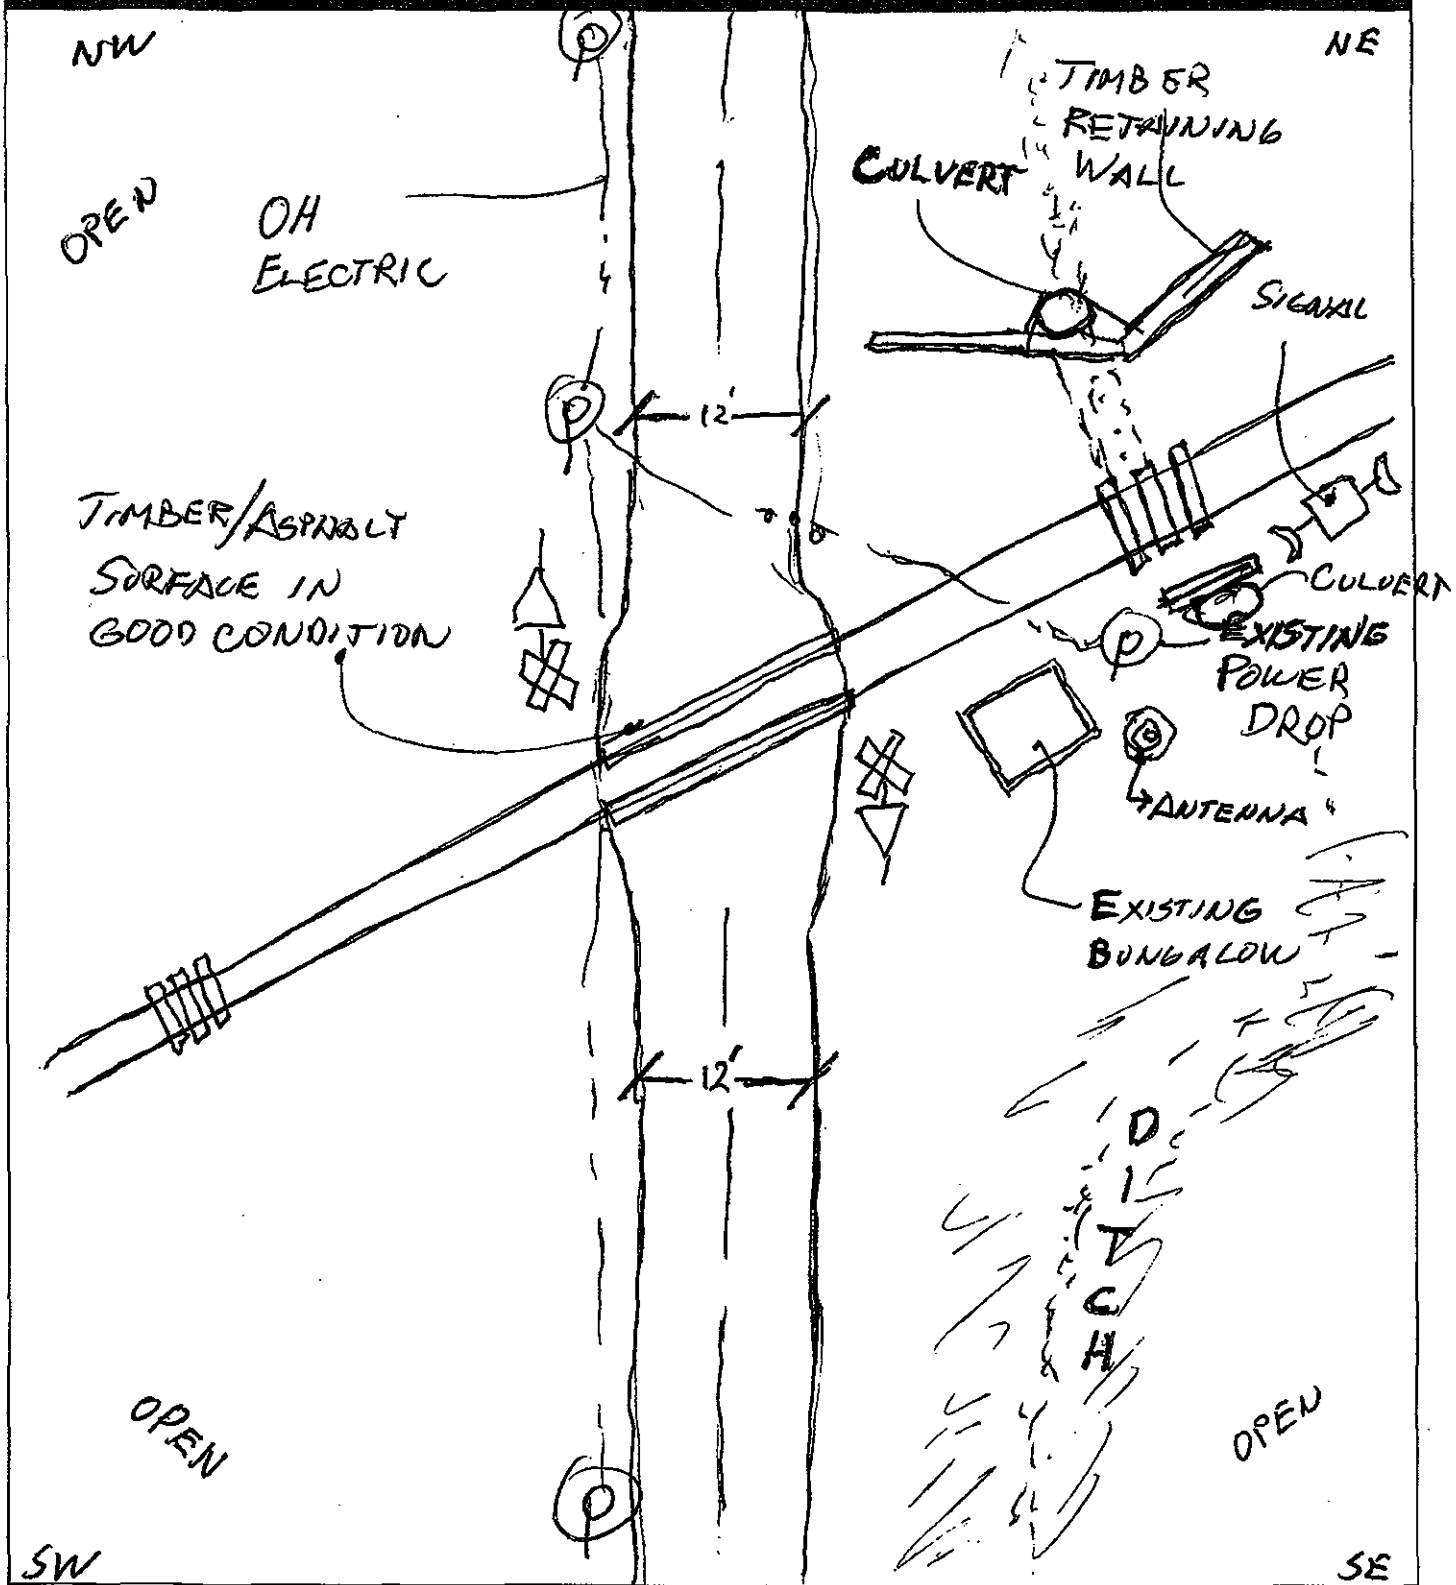 NW
NE
TIMBER
RETAINING
WALL
CULVERT
OPEN
OH
ELECTRIC
SIGNAL
12'
TIMBER/ASPHALT
SURFACE IN
GOOD CONDITION
CULVERT
EXISTING
POWER
DROP
ANTENNA
EXISTING
BUNGALOW
12'
DITCH
OPEN
OPEN
SW
SE